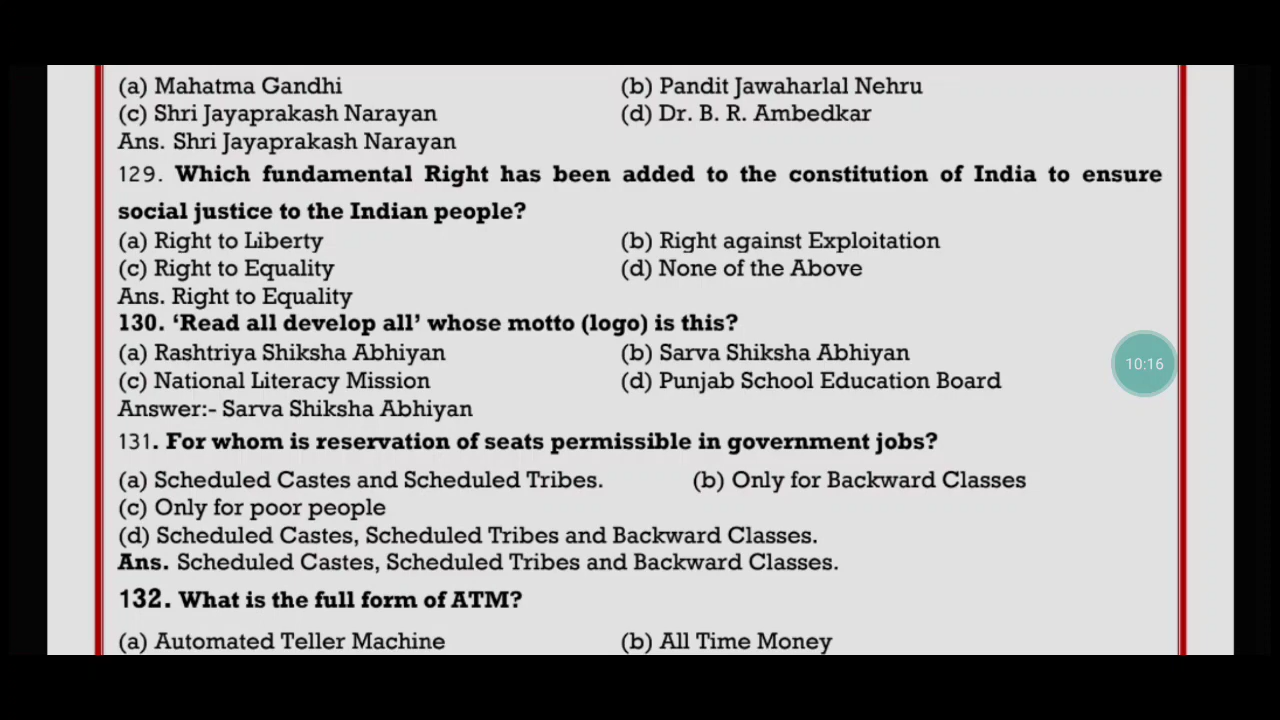 (a) Mahatma Gandhi (b) Pandit Jawaharlal Nehru
(c) Shri Jayaprakash Narayan (d) Dr. B. R. Ambedkar
Ans. Shri Jayaprakash Narayan
129. Which fundamental Right has been added to the constitution of India to ensure
social justice to the Indian people?
(a) Right to Liberty (b) Right against Exploitation
(c) Right to Equality (d) None of the Above
Ans. Right to Equality
130. ‘Read all develop all’ whose motto (logo) is this?
(a) Rashtriya Shiksha Abhiyan (b) Sarva Shiksha Abhiyan
(c) National Literacy Mission (d) Punjab School Education Board
10:16
Answer:- Sarva Shiksha Abhiyan
131. For whom is reservation of seats permissible in government jobs?
(a) Scheduled Castes and Scheduled Tribes. (b) Only for Backward Classes
(c) Only for poor people
(d) Scheduled Castes, Scheduled Tribes and Backward Classes.
Ans. Scheduled Castes, Scheduled Tribes and Backward Classes.
132. What is the full form of ATM?
(a) Automated Teller Machine (b) All Time Money